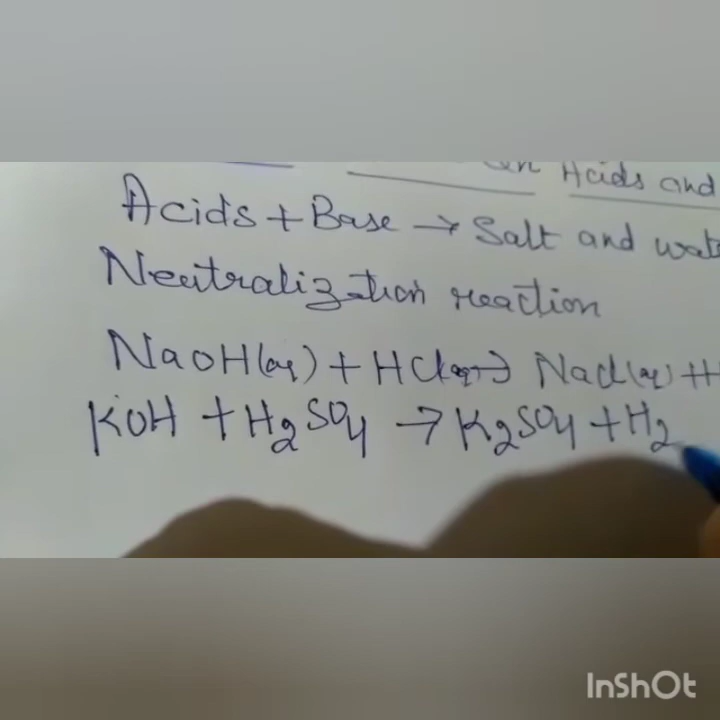 Acids and
Acids + Base → Salt and wat
Neutralization reaction
NaOH(aq) + HCl(aq) → NaCl(aq) + H
KOH + H₂SO₄ → K₂SO₄ + H₂
InShOt